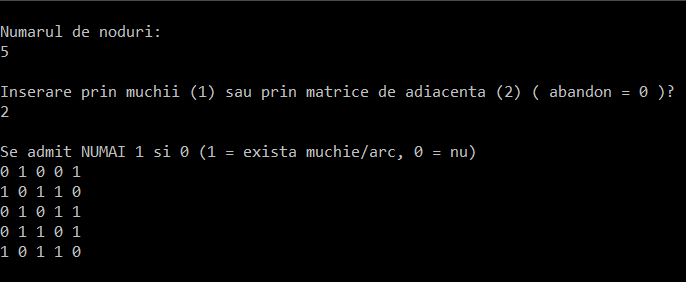 Numarul de noduri:
5
Inserare prin muchii (1) sau prin matrice de adiacenta (2) ( abandon = 0 )?
2
Se admit NUMAI 1 si 0 (1 = exista muchie/arc, 0 = nu)
0 1 0 0 1
1 0 1 1 0
0 1 0 1 1
0 1 1 0 1
1 0 1 1 0